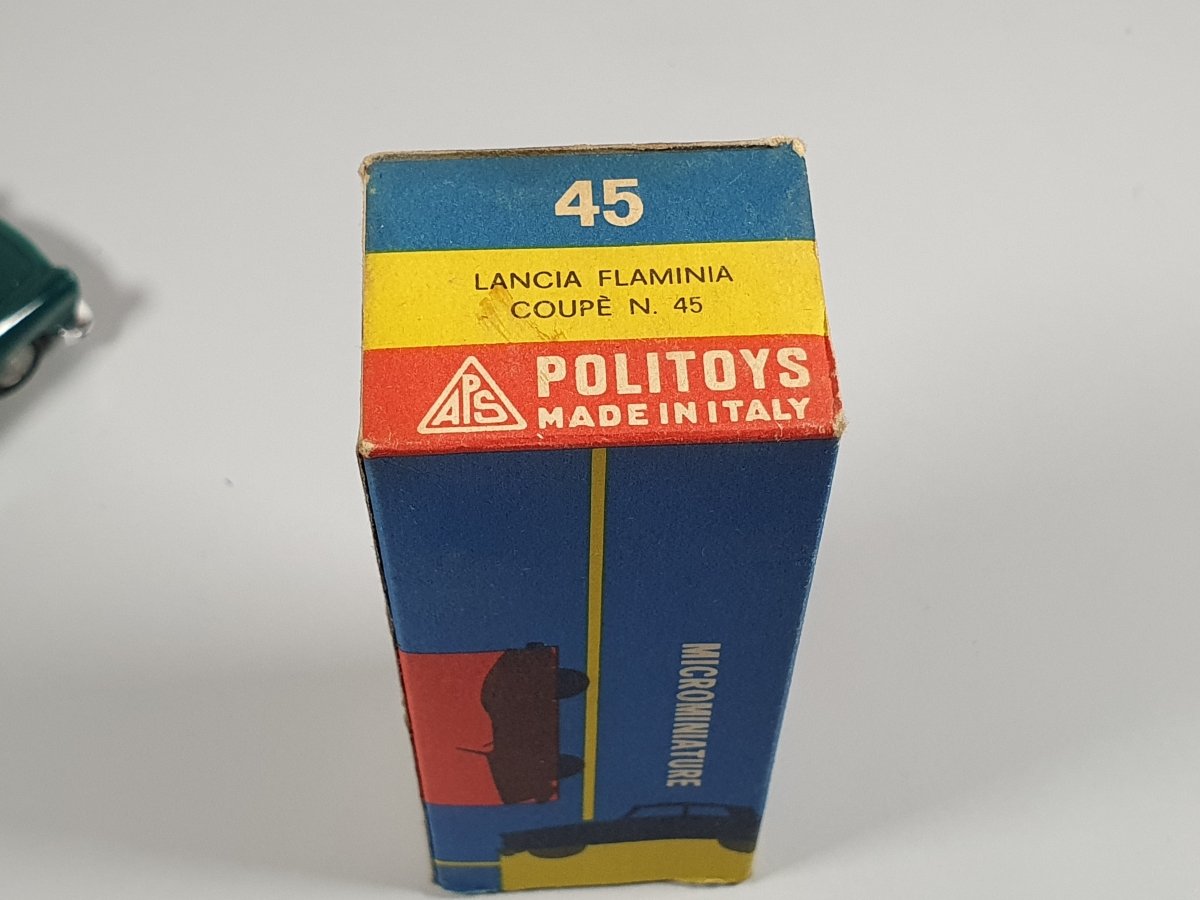 45
LANCIA FLAMINIA
COUPÈ N. 45
APS
POLITOYS
MADE IN ITALY
MICROMINIATURE